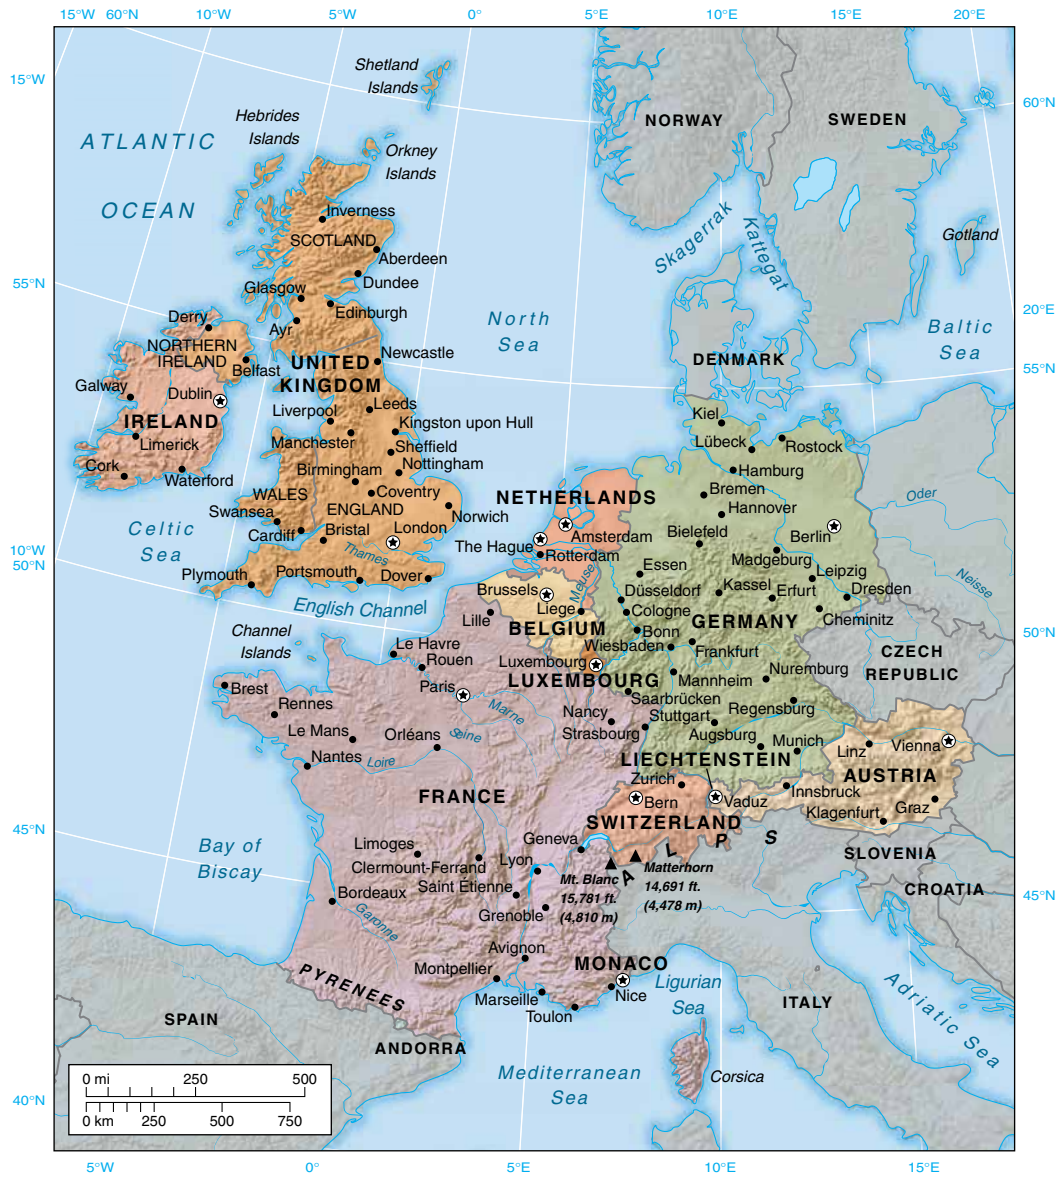 15°W 60°N 10°W 5°W 0° 5°E 10°E 15°E 20°E
Shetland
Islands
15°W
60°N
Hebrides
Islands
NORWAY
SWEDEN
ATLANTIC
OCEAN
Orkney
Islands
Inverness
SCOTLAND
Aberdeen
Skagerrak
Kattegat
Gotland
55°N
Dundee
Glasgow
Edinburgh
Ayr
Derry
NORTHERN
IRELAND
Belfast
North
Sea
20°E
Baltic
Sea
UNITED
KINGDOM
Newcastle
DENMARK
55°N
Galway
Dublin
IRELAND
Limerick
Cork
Waterford
Liverpool
Leeds
Kingston upon Hull
Manchester
Sheffield
Nottingham
Birmingham
Coventry
WALES
ENGLAND
Norwich
Swansea
Cardiff
Bristol
London
Thames
Plymouth
Portsmouth
Dover
Celtic
Sea
English Channel
10°W
50°N
Kiel
Lübeck
Rostock
Hamburg
Bremen
Hannover
Berlin
Bielefeld
Madgeburg
Oder
Neisse
NETHERLANDS
Amsterdam
The Hague
Rotterdam
Meuse
Essen
Leipzig
Kassel
Erfurt
Dresden
Düsseldorf
Cologne
Cheminitz
GERMANY
Bonn
Brussels
Liege
Lille
BELGIUM
Wiesbaden
Frankfurt
50°N
CZECH
REPUBLIC
Channel
Islands
Le Havre
Rouen
Paris
Luxembourg
LUXEMBOURG
Mannheim
Nuremburg
Saarbrücken
Regensburg
Brest
Rennes
Le Mans
Nantes
Orléans
Marne
Seine
Loire
Nancy
Strasbourg
Stuttgart
Augsburg
Munich
Linz
Vienna
LIECHTENSTEIN
AUSTRIA
FRANCE
Zurich
Bern
Vaduz
Innsbruck
Klagenfurt
Graz
SWITZERLAND
45°N
Bay of
Biscay
Geneva
A L P S
SLOVENIA
CROATIA
Limoges
Clermount-Ferrand
Lyon
Saint Étienne
Grenoble
Mt. Blanc
15,781 ft.
(4,810 m)
Matterhorn
14,691 ft.
(4,478 m)
Bordeaux
Garonne
45°N
Avignon
Montpellier
Marseille
Toulon
MONACO
Nice
PYRENEES
Ligurian
Sea
ITALY
Adriatic Sea
SPAIN
ANDORRA
Mediterranean
Sea
Corsica
0 mi 250 500
0 km 250 500 750
40°N
5°W 0° 5°E 10°E 15°E